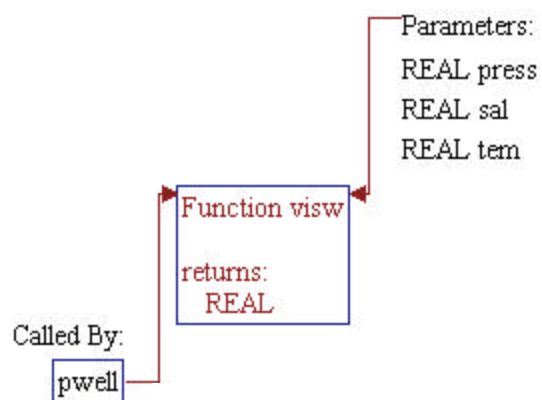 Parameters:
REAL press
REAL sal
REAL tem
Function visw
returns:
REAL
Called By:
pwell